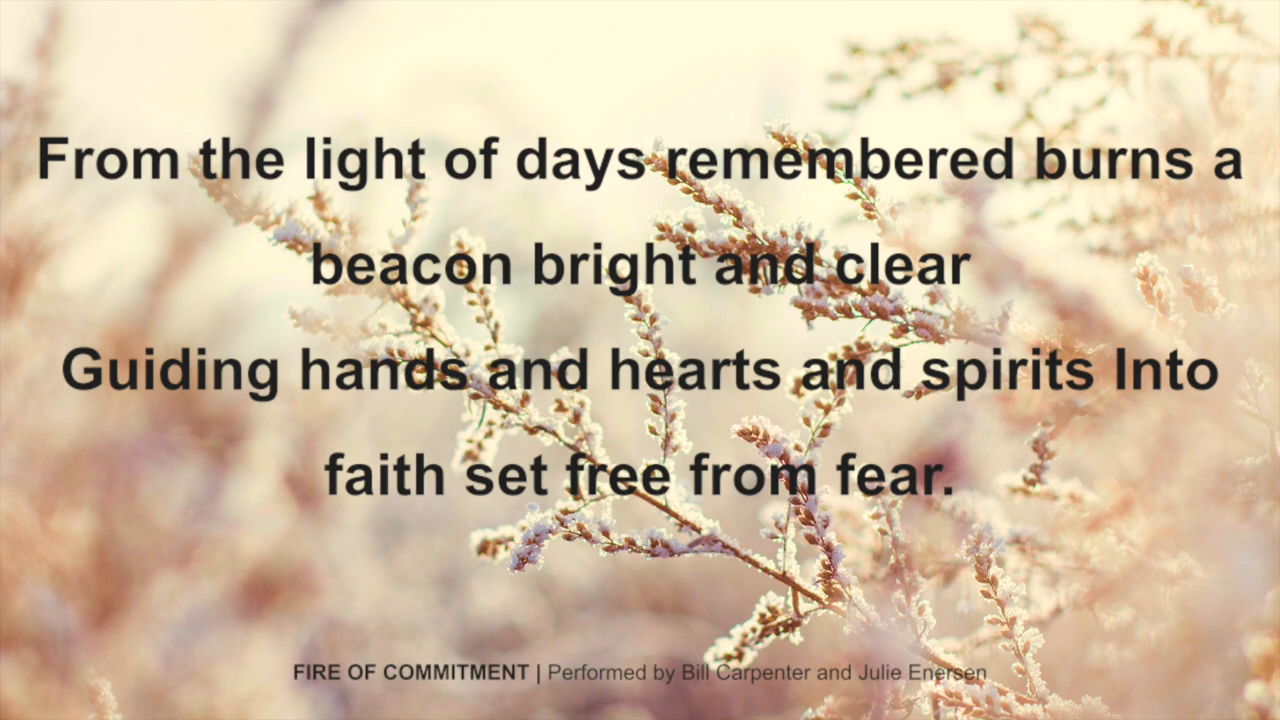 From the light of days remembered burns a
beacon bright and clear
Guiding hands and hearts and spirits Into
faith set free from fear.
FIRE OF COMMITMENT | Performed by Bill Carpenter and Julie Enersen